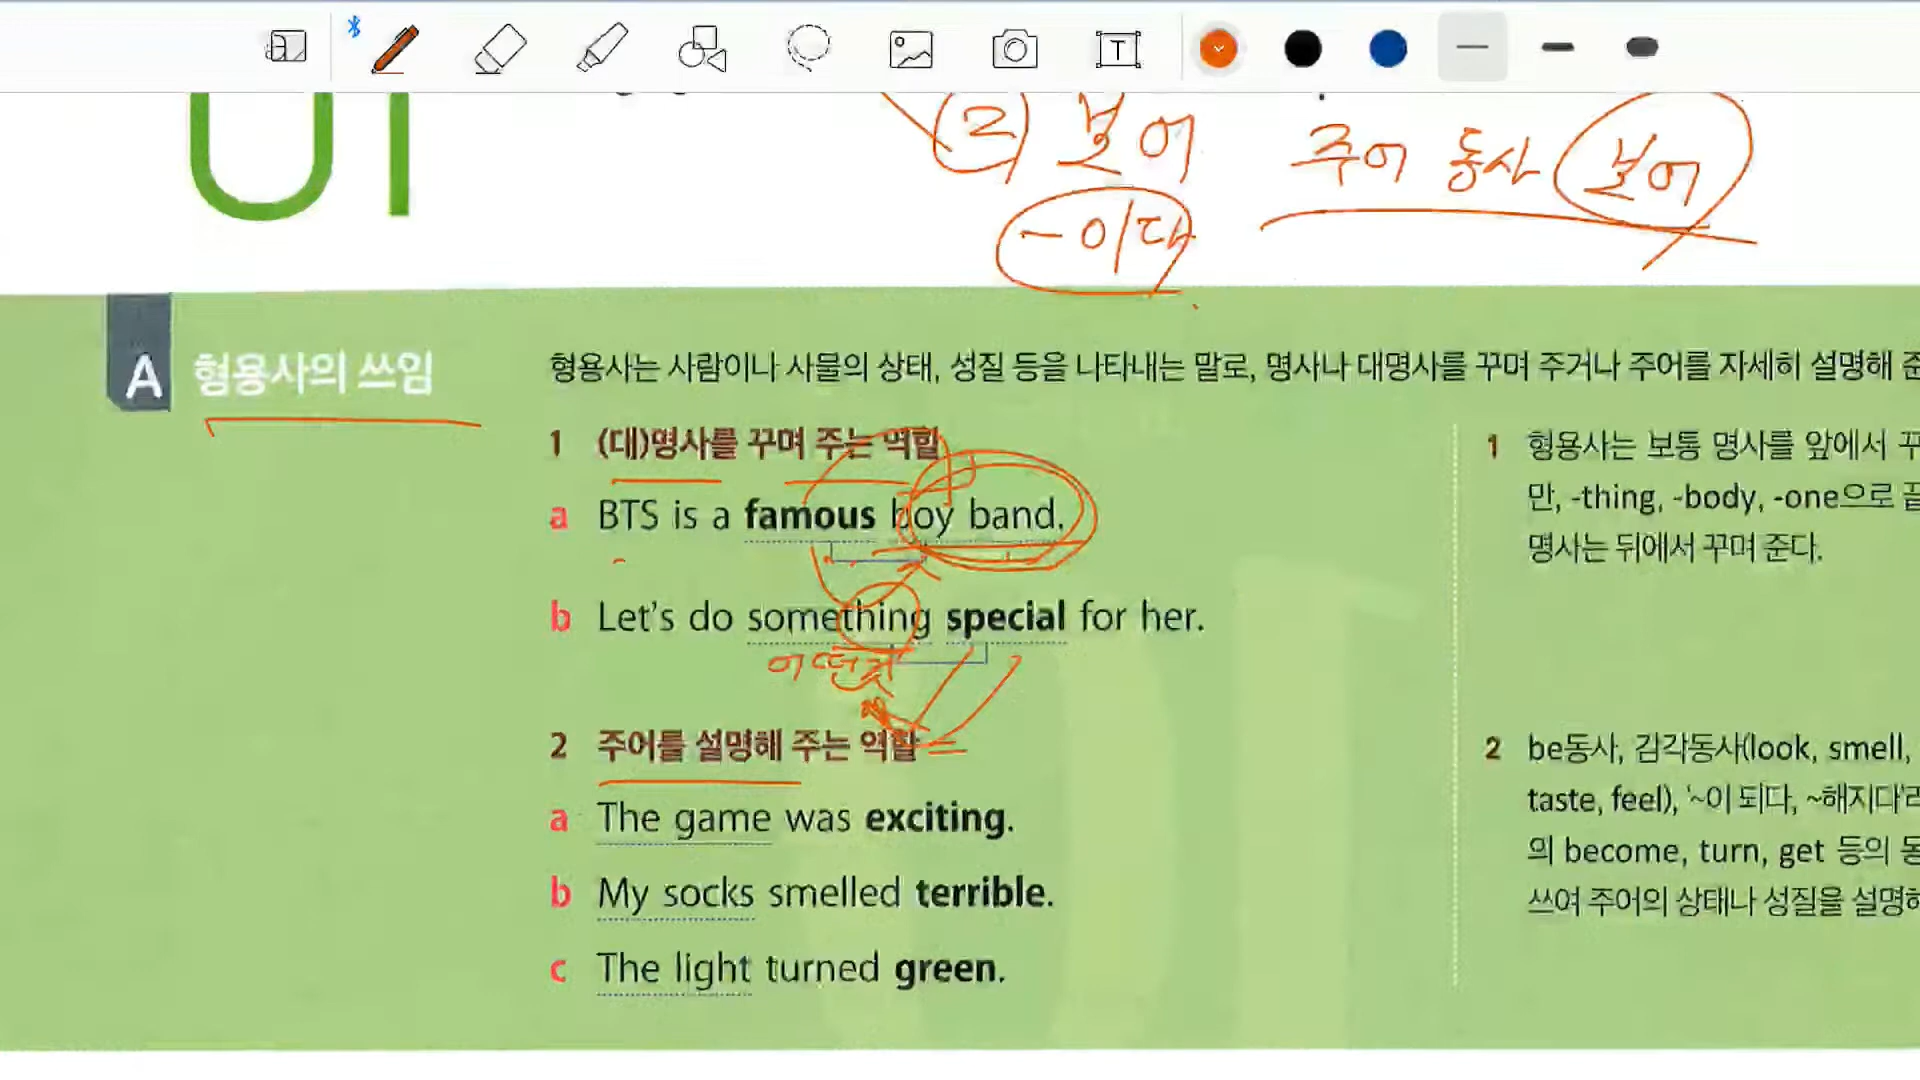 01
2) 보어 주어 동사 보어
~이다
A 형용사의 쓰임
형용사는 사람이나 사물의 상태, 성질 등을 나타내는 말로, 명사나 대명사를 꾸며 주거나 주어를 자세히 설명해 준
1 (대)명사를 꾸며 주는 역할
a BTS is a famous boy band.
b Let's do something special for her.
어떤 것
2 주어를 설명해 주는 역할
a The game was exciting.
b My socks smelled terrible.
c The light turned green.
1 형용사는 보통 명사를 앞에서 꾸
만, -thing, -body, -one으로 끝
명사는 뒤에서 꾸며 준다.
2 be동사, 감각동사(look, smell,
taste, feel), '~이 되다, ~해지다'라
의 become, turn, get 등의 동
쓰여 주어의 상태나 성질을 설명해